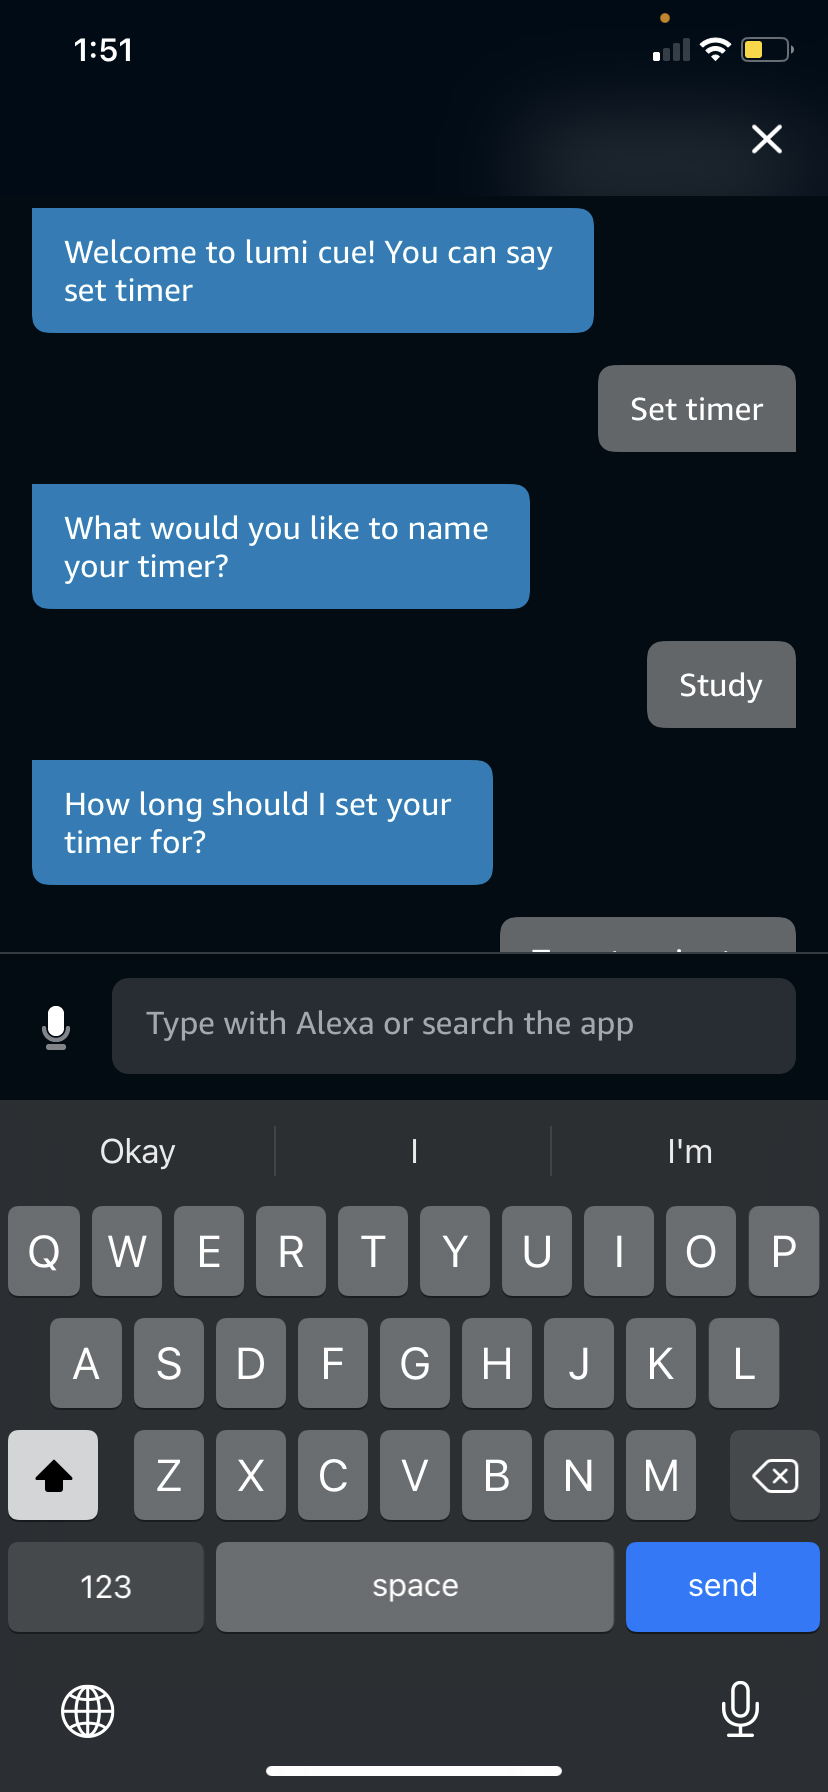 1:51
Welcome to lumi cue! You can say
set timer
Set timer
What would you like to name
your timer?
Study
How long should I set your
timer for?
Type with Alexa or search the app
Okay I I'm
Q W E R T Y U I O P
A S D F G H J K L
Z X C V B N M
123 space send